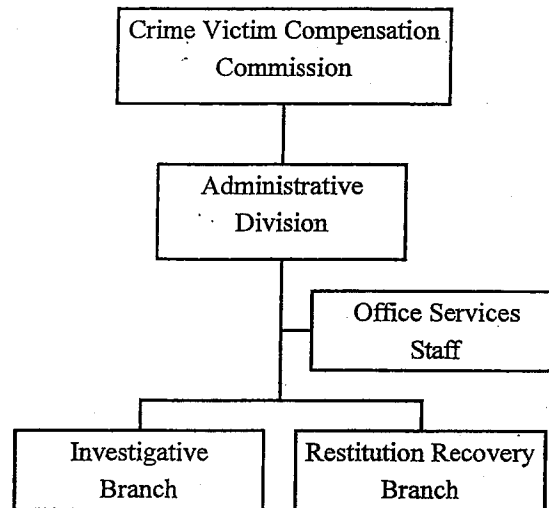 Crime Victim Compensation
Commission
Administrative
Division
Office Services
Staff
Investigative
Branch
Restitution Recovery
Branch